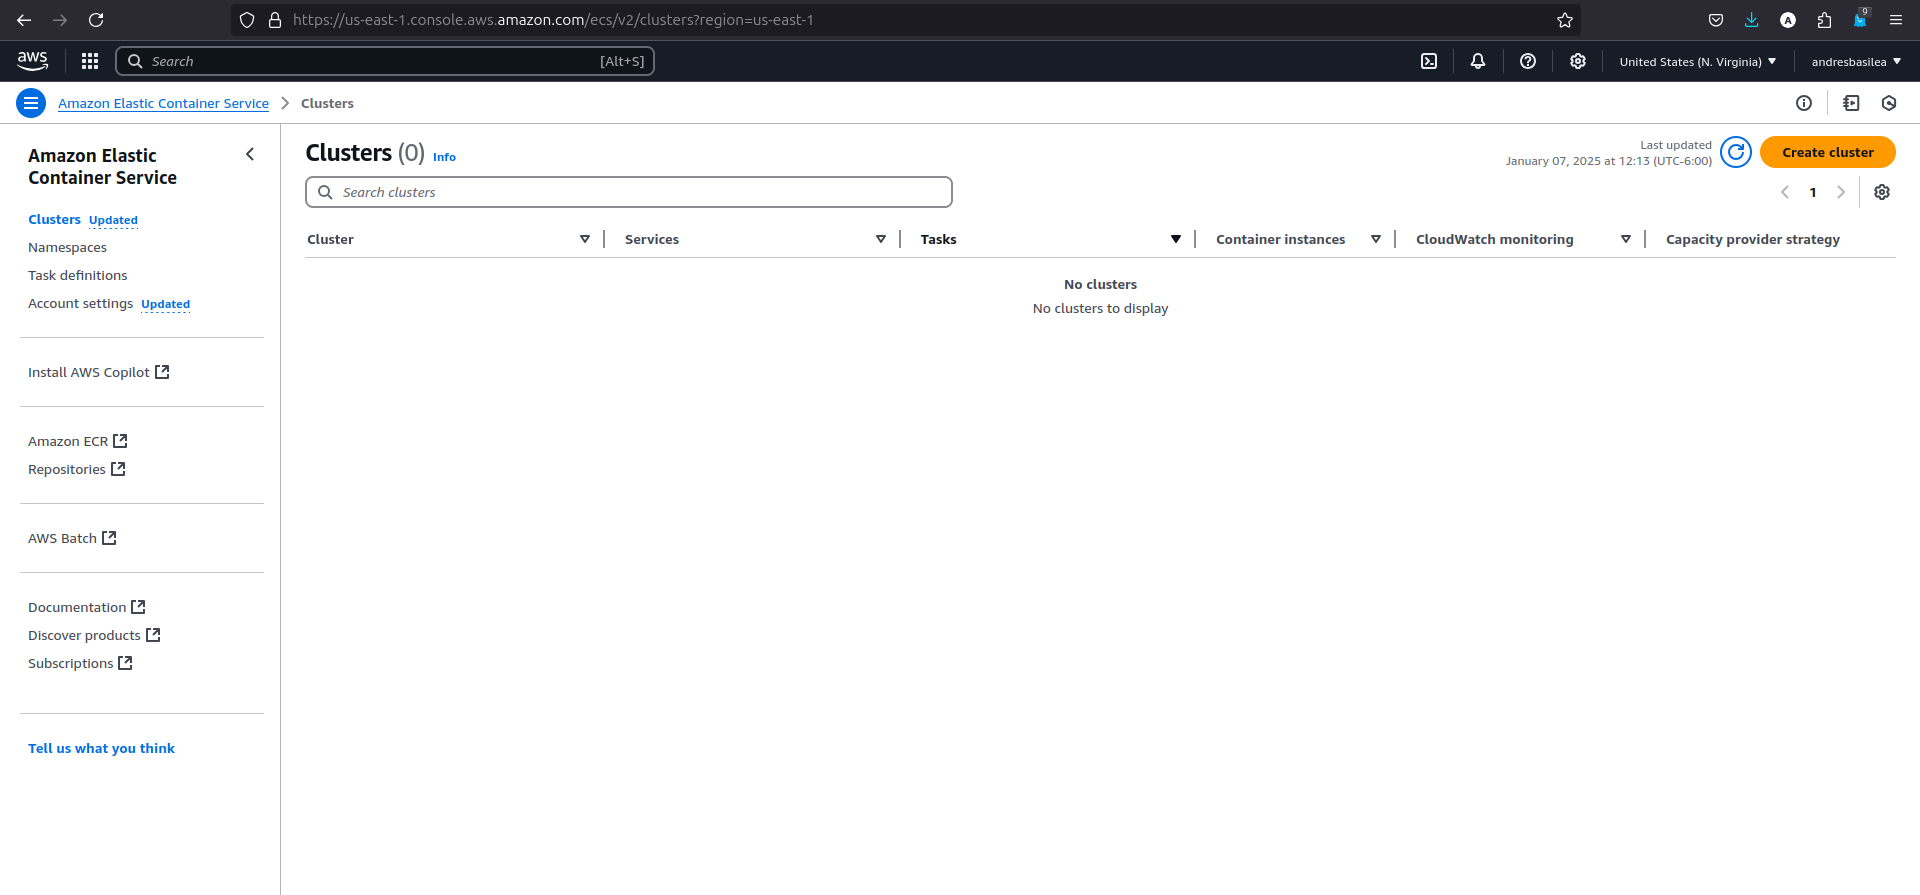 https://us-east-1.console.aws.amazon.com/ecs/v2/clusters?region=us-east-1
A
9
aws
Search
[Alt+S]
United States (N. Virginia)
andresbasilea
Amazon Elastic Container Service
Clusters
Amazon Elastic
Container Service
Clusters Updated
Namespaces
Task definitions
Account settings Updated
Install AWS Copilot
Amazon ECR
Repositories
AWS Batch
Documentation
Discover products
Subscriptions
Tell us what you think
Clusters (0) Info
Last updated
January 07, 2025 at 12:13 (UTC-6:00)
Create cluster
Search clusters
1
Cluster Services Tasks Container instances CloudWatch monitoring Capacity provider strategy
No clusters
No clusters to display